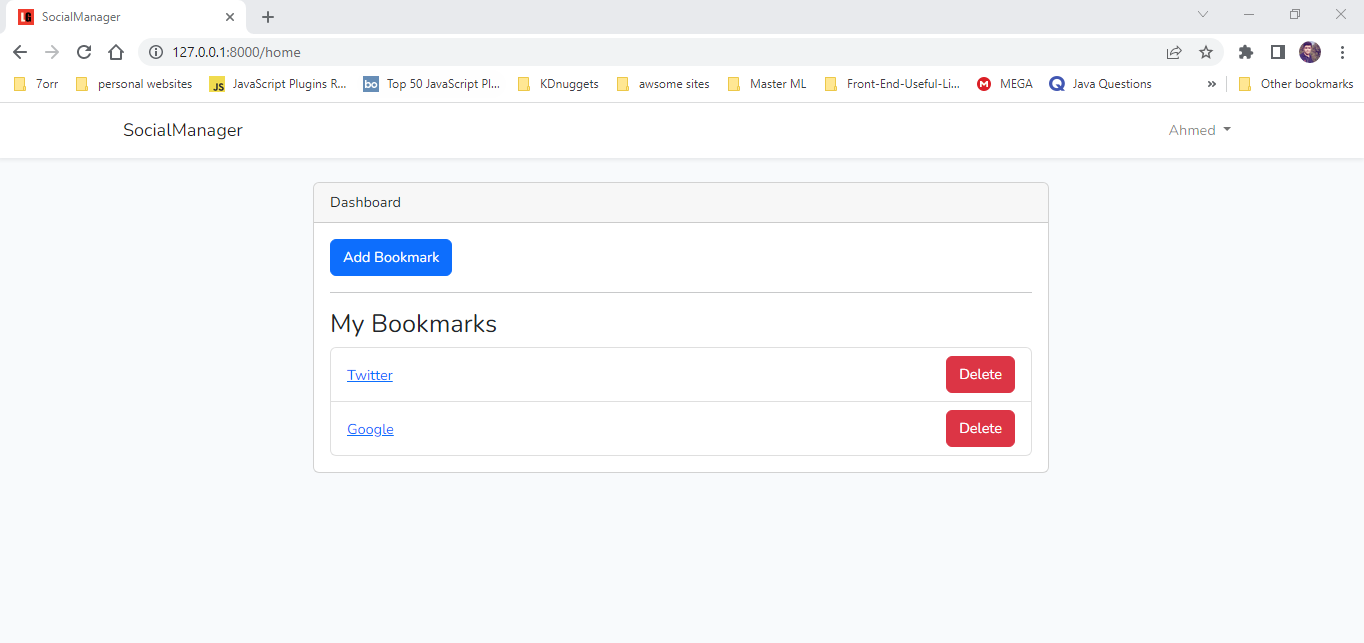 LG SocialManager
127.0.0.1:8000/home
7orr personal websites JS JavaScript Plugins R... bo Top 50 JavaScript Pl... KDnuggets awsome sites Master ML Front-End-Useful-Li... M MEGA Java Questions » Other bookmarks
SocialManager Ahmed
Dashboard
Add Bookmark
My Bookmarks
Twitter Delete
Google Delete